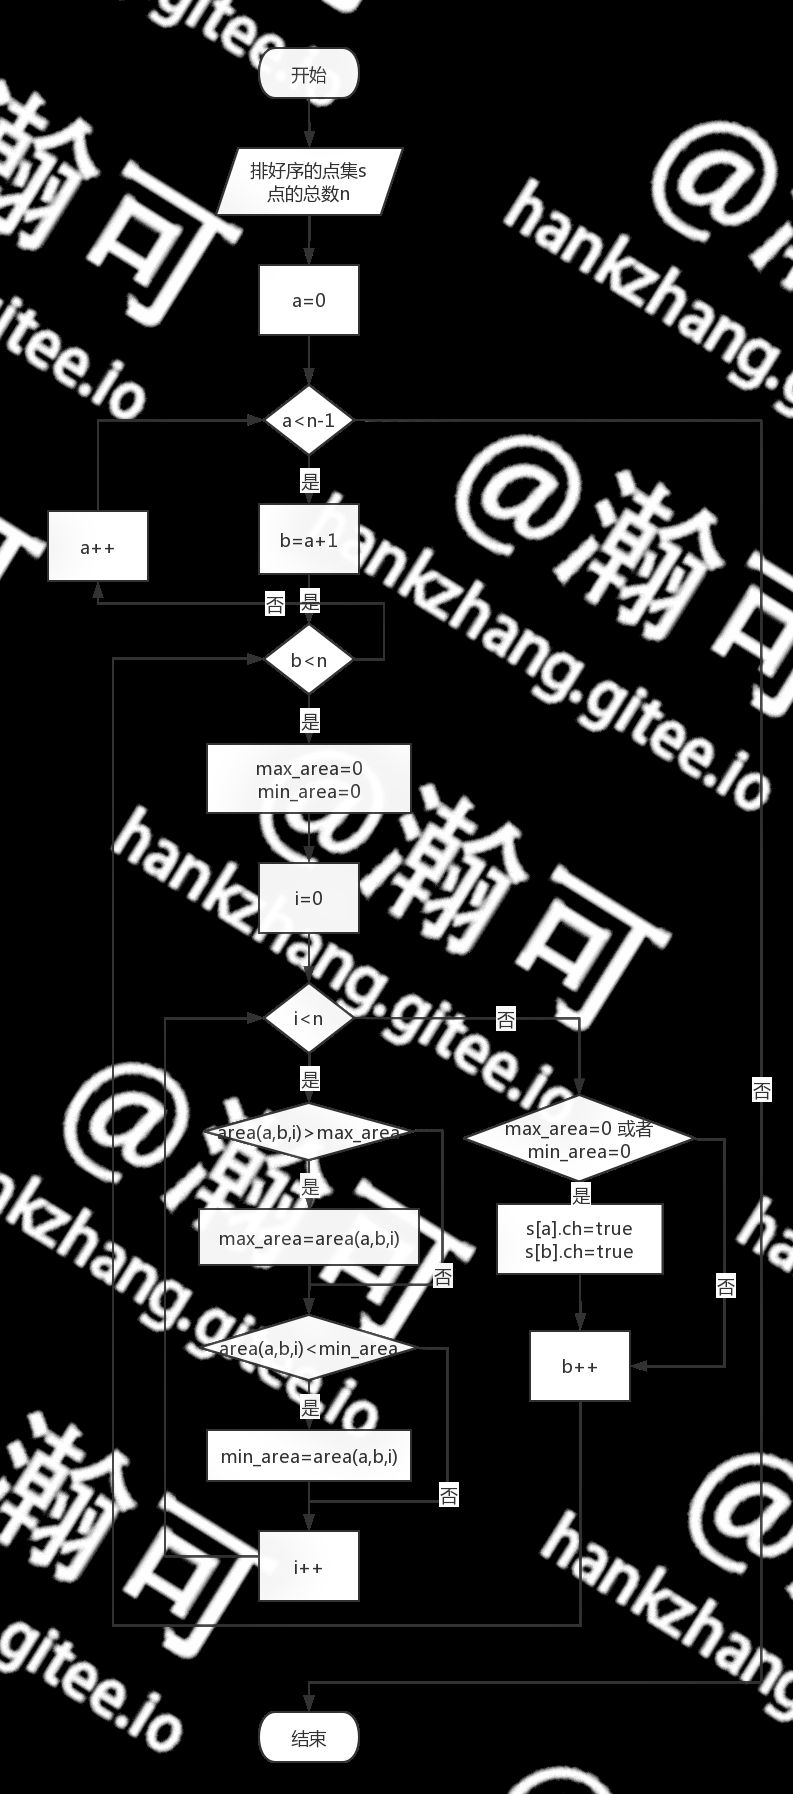 开始
排好序的点集s
点的总数n
a=0
a<n-1
是
a++
b=a+1
否
是
b<n
是
max_area=0
min_area=0
i=0
i<n
否
是
否
area(a,b,i)>max_area
max_area=0 或者
min_area=0
是
是
max_area=area(a,b,i)
s[a].ch=true
s[b].ch=true
否
否
area(a,b,i)<min_area
b++
是
min_area=area(a,b,i)
否
i++
结束
@瀚可
hankzhang.gitee.io